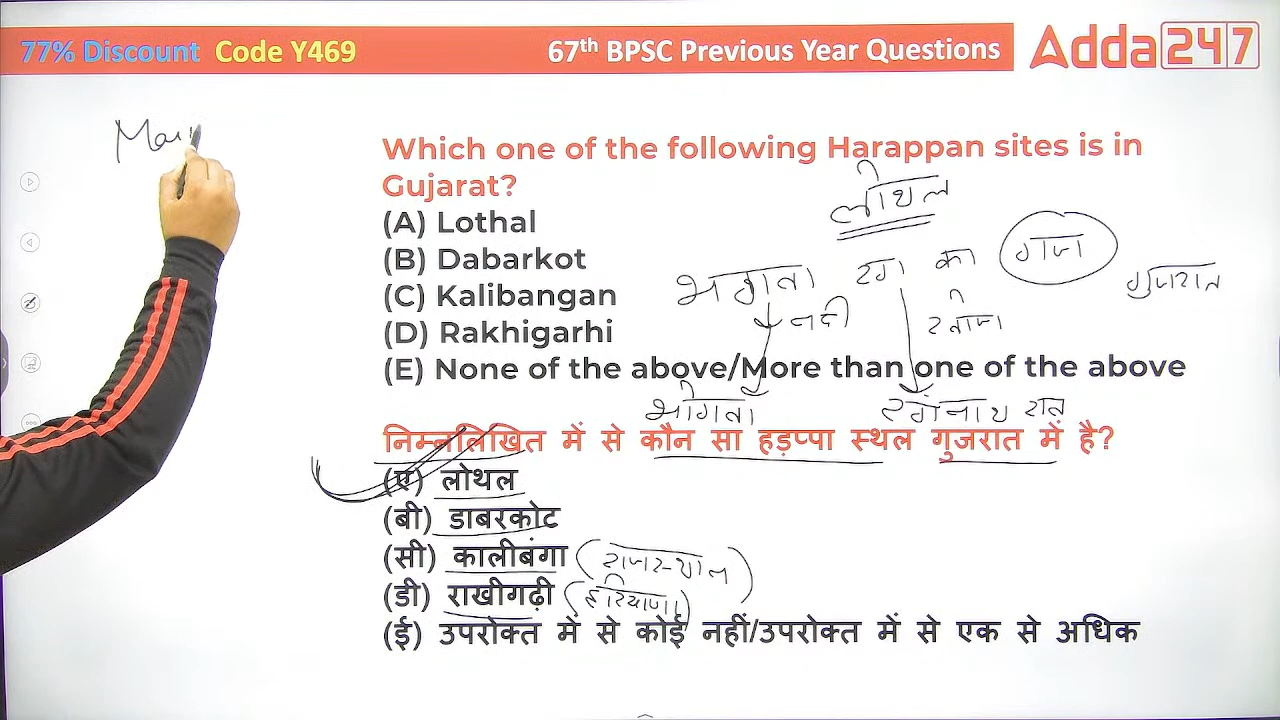 77% Discount Code Y469
67th BPSC Previous Year Questions
Adda247
Which one of the following Harappan sites is in
Gujarat?
(A) Lothal
(B) Dabarkot
(C) Kalibangan
(D) Rakhigarhi
(E) None of the above/More than one of the above
लोथल
का
राजा
गुजरात
नदी
भोगवा
रंगनाथ राव
निम्नलिखित में से कौन सा हड़प्पा स्थल गुजरात में है?
(ए) लोथल
(बी) डाबरकोट
(सी) कालीबंगा (राजस्थान)
(डी) राखीगढ़ी (हरियाणा)
(ई) उपरोक्त में से कोई नहीं/उपरोक्त में से एक से अधिक